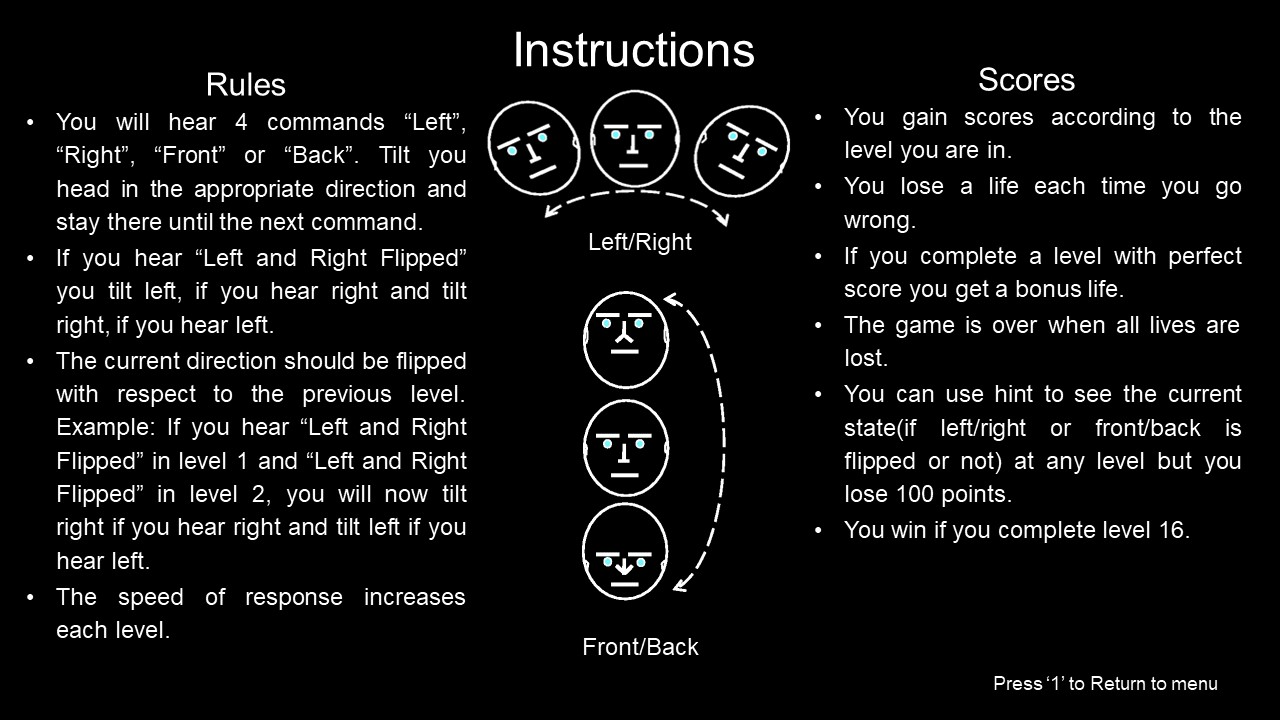 Instructions
Rules
• You will hear 4 commands “Left”,
“Right”, “Front” or “Back”. Tilt you
head in the appropriate direction and
stay there until the next command.
• If you hear “Left and Right Flipped”
you tilt left, if you hear right and tilt
right, if you hear left.
• The current direction should be flipped
with respect to the previous level.
Example: If you hear “Left and Right
Flipped” in level 1 and “Left and Right
Flipped” in level 2, you will now tilt
right if you hear right and tilt left if you
hear left.
• The speed of response increases
each level.
Left/Right
Front/Back
Scores
• You gain scores according to the
level you are in.
• You lose a life each time you go
wrong.
• If you complete a level with perfect
score you get a bonus life.
• The game is over when all lives are
lost.
• You can use hint to see the current
state(if left/right or front/back is
flipped or not) at any level but you
lose 100 points.
• You win if you complete level 16.
Press ‘1’ to Return to menu